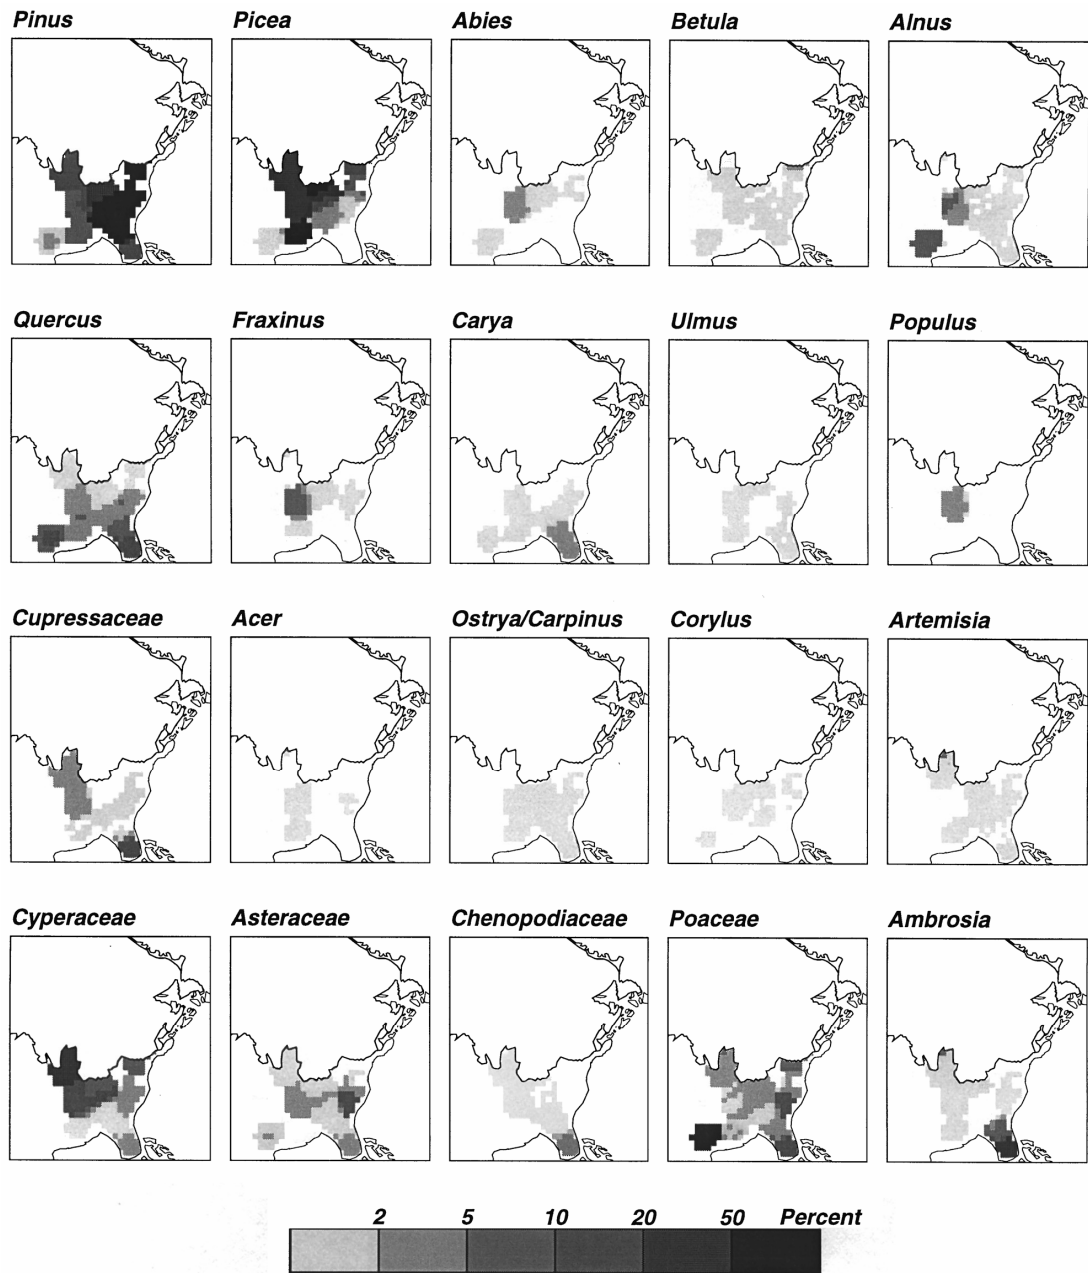 Pinus Picea Abies Betula Alnus
Quercus Fraxinus Carya Ulmus Populus
Cupressaceae Acer Ostrya/Carpinus Corylus Artemisia
Cyperaceae Asteraceae Chenopodiaceae Poaceae Ambrosia
2 5 10 20 50 Percent